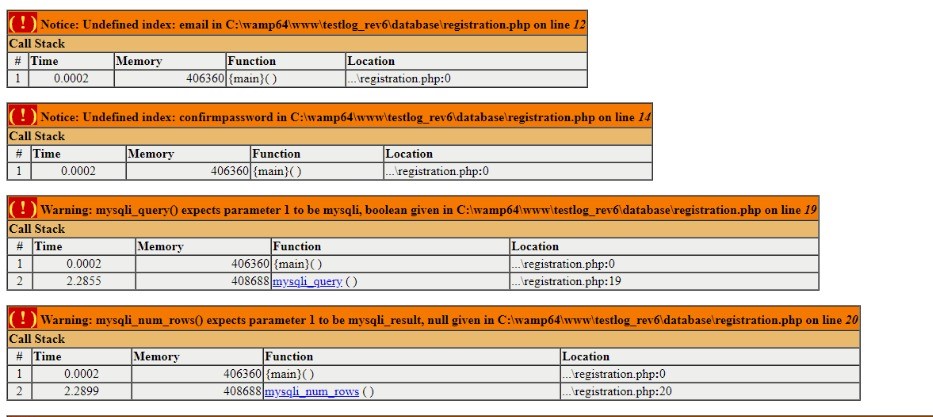 ( ! ) Notice: Undefined index: email in C:\wamp64\www\testlog_rev6\database\registration.php on line 12
Call Stack
# Time Memory Function Location
1 0.0002 406360 {main}( ) ...\registration.php:0
( ! ) Notice: Undefined index: confirmpassword in C:\wamp64\www\testlog_rev6\database\registration.php on line 14
Call Stack
# Time Memory Function Location
1 0.0002 406360 {main}( ) ...\registration.php:0
( ! ) Warning: mysqli_query() expects parameter 1 to be mysqli, boolean given in C:\wamp64\www\testlog_rev6\database\registration.php on line 19
Call Stack
# Time Memory Function Location
1 0.0002 406360 {main}( ) ...\registration.php:0
2 2.2855 408688 mysqli_query ( ) ...\registration.php:19
( ! ) Warning: mysqli_num_rows() expects parameter 1 to be mysqli_result, null given in C:\wamp64\www\testlog_rev6\database\registration.php on line 20
Call Stack
# Time Memory Function Location
1 0.0002 406360 {main}( ) ...\registration.php:0
2 2.2899 408688 mysqli_num_rows ( ) ...\registration.php:20